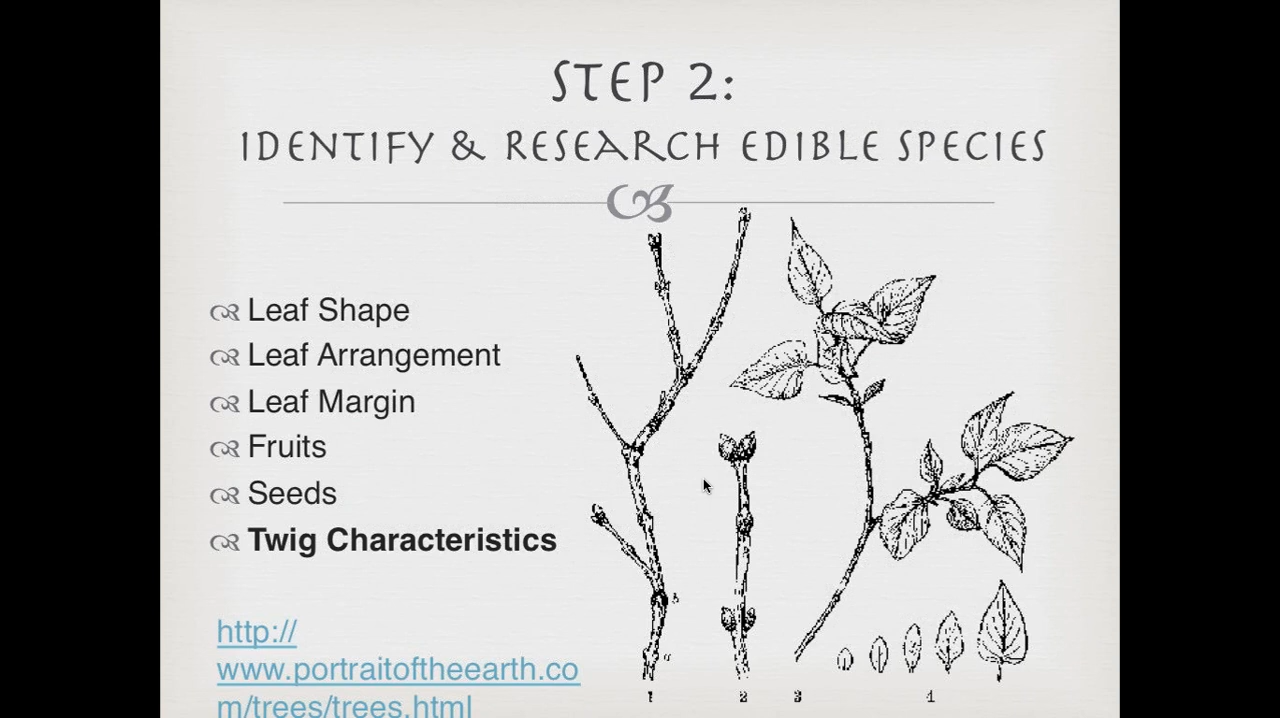 STEP 2:
IDENTIFY & RESEARCH EDIBLE SPECIES
Leaf Shape
Leaf Arrangement
Leaf Margin
Fruits
Seeds
Twig Characteristics
http://
www.portraitoftheearth.co
m/trees/trees.html
b
a
1 2 3 4